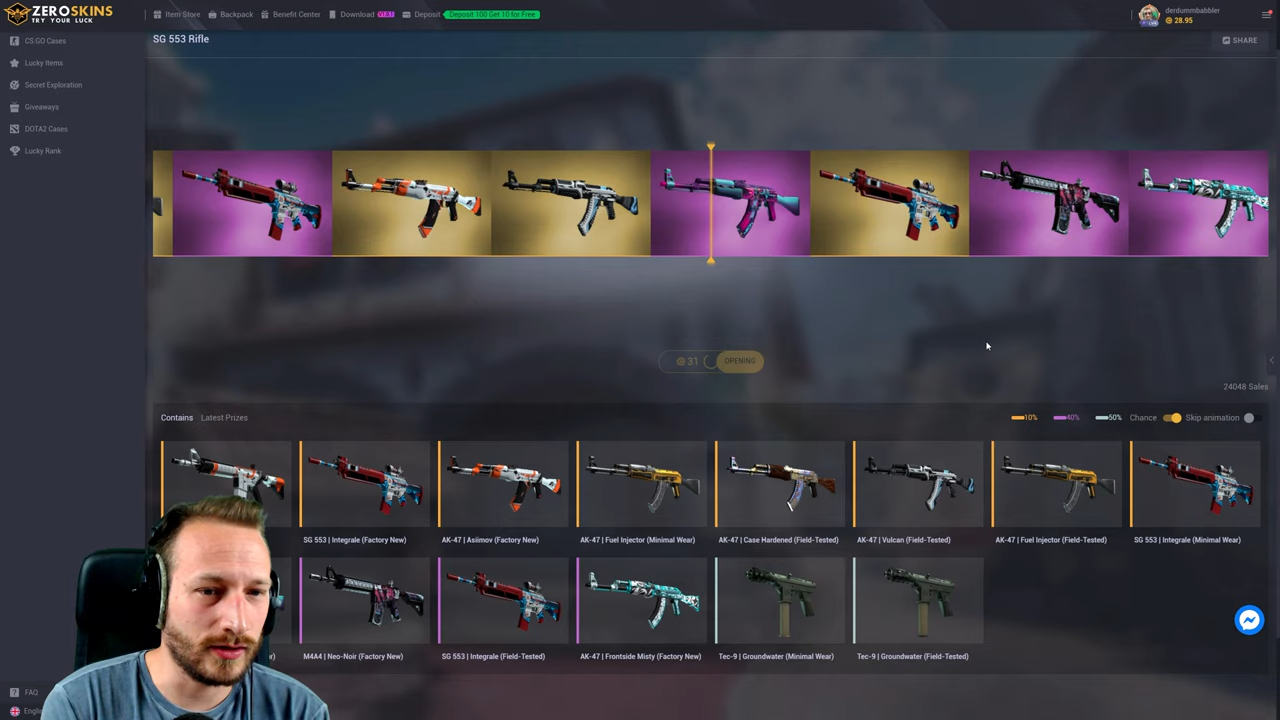 ZEROSKINS
TRY YOUR LUCK
Item Store
Backpack
Benefit Center
Download V1.6.1
Deposit
Deposit 100 Get 10 for Free
derdummbabbler
28.95
CS:GO Cases
Lucky Items
Secret Exploration
Giveaways
DOTA2 Cases
Lucky Rank
SG 553 Rifle
SHARE
31
OPENING
24048 Sales
Contains
Latest Prizes
10%
40%
50%
Chance
Skip animation
SG 553 | Integrale (Factory New)
AK-47 | Asiimov (Factory New)
AK-47 | Fuel Injector (Minimal Wear)
AK-47 | Case Hardened (Field-Tested)
AK-47 | Vulcan (Field-Tested)
AK-47 | Fuel Injector (Field-Tested)
SG 553 | Integrale (Minimal Wear)
M4A4 | Neo-Noir (Factory New)
SG 553 | Integrale (Field-Tested)
AK-47 | Frontside Misty (Factory New)
Tec-9 | Groundwater (Minimal Wear)
Tec-9 | Groundwater (Field-Tested)
FAQ